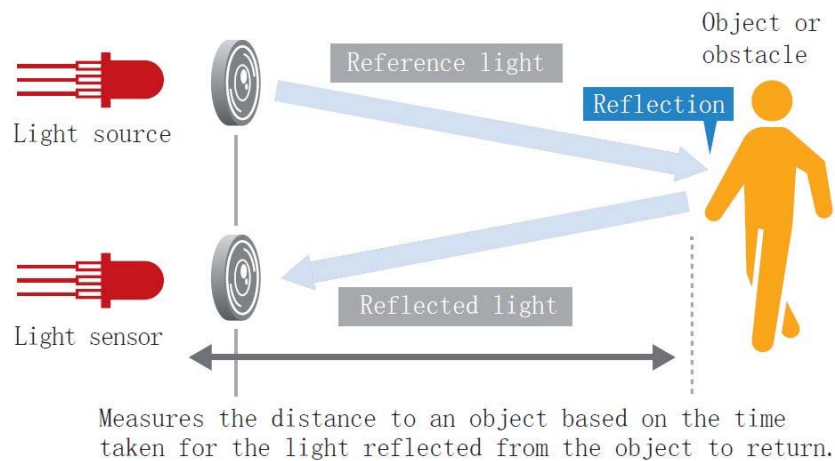 Object or
obstacle
Reference light
Reflection
Light source
Reflected light
Light sensor
Measures the distance to an object based on the time
taken for the light reflected from the object to return.